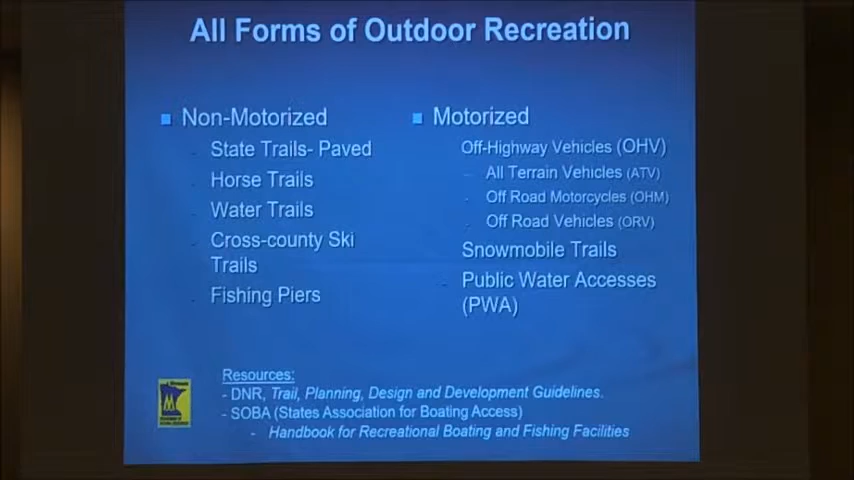 All Forms of Outdoor Recreation
Non-Motorized
State Trails- Paved
Horse Trails
Water Trails
Cross-county Ski
Trails
Fishing Piers
Motorized
Off-Highway Vehicles (OHV)
All Terrain Vehicles (ATV)
Off Road Motorcycles (OHM)
Off Road Vehicles (ORV)
Snowmobile Trails
Public Water Accesses
(PWA)
Resources:
- DNR, Trail, Planning, Design and Development Guidelines.
- SOBA (States Association for Boating Access)
- Handbook for Recreational Boating and Fishing Facilities